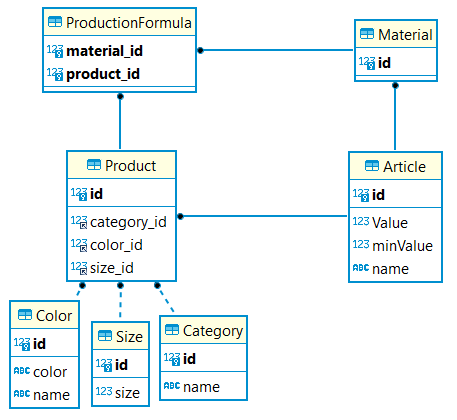 ProductionFormula
123 material_id
123 product_id
Material
123 id
Product
123 id
123 category_id
123 color_id
123 size_id
Article
123 id
123 Value
123 minValue
ABC name
Color
123 id
ABC color
ABC name
Size
123 id
123 size
Category
123 id
ABC name